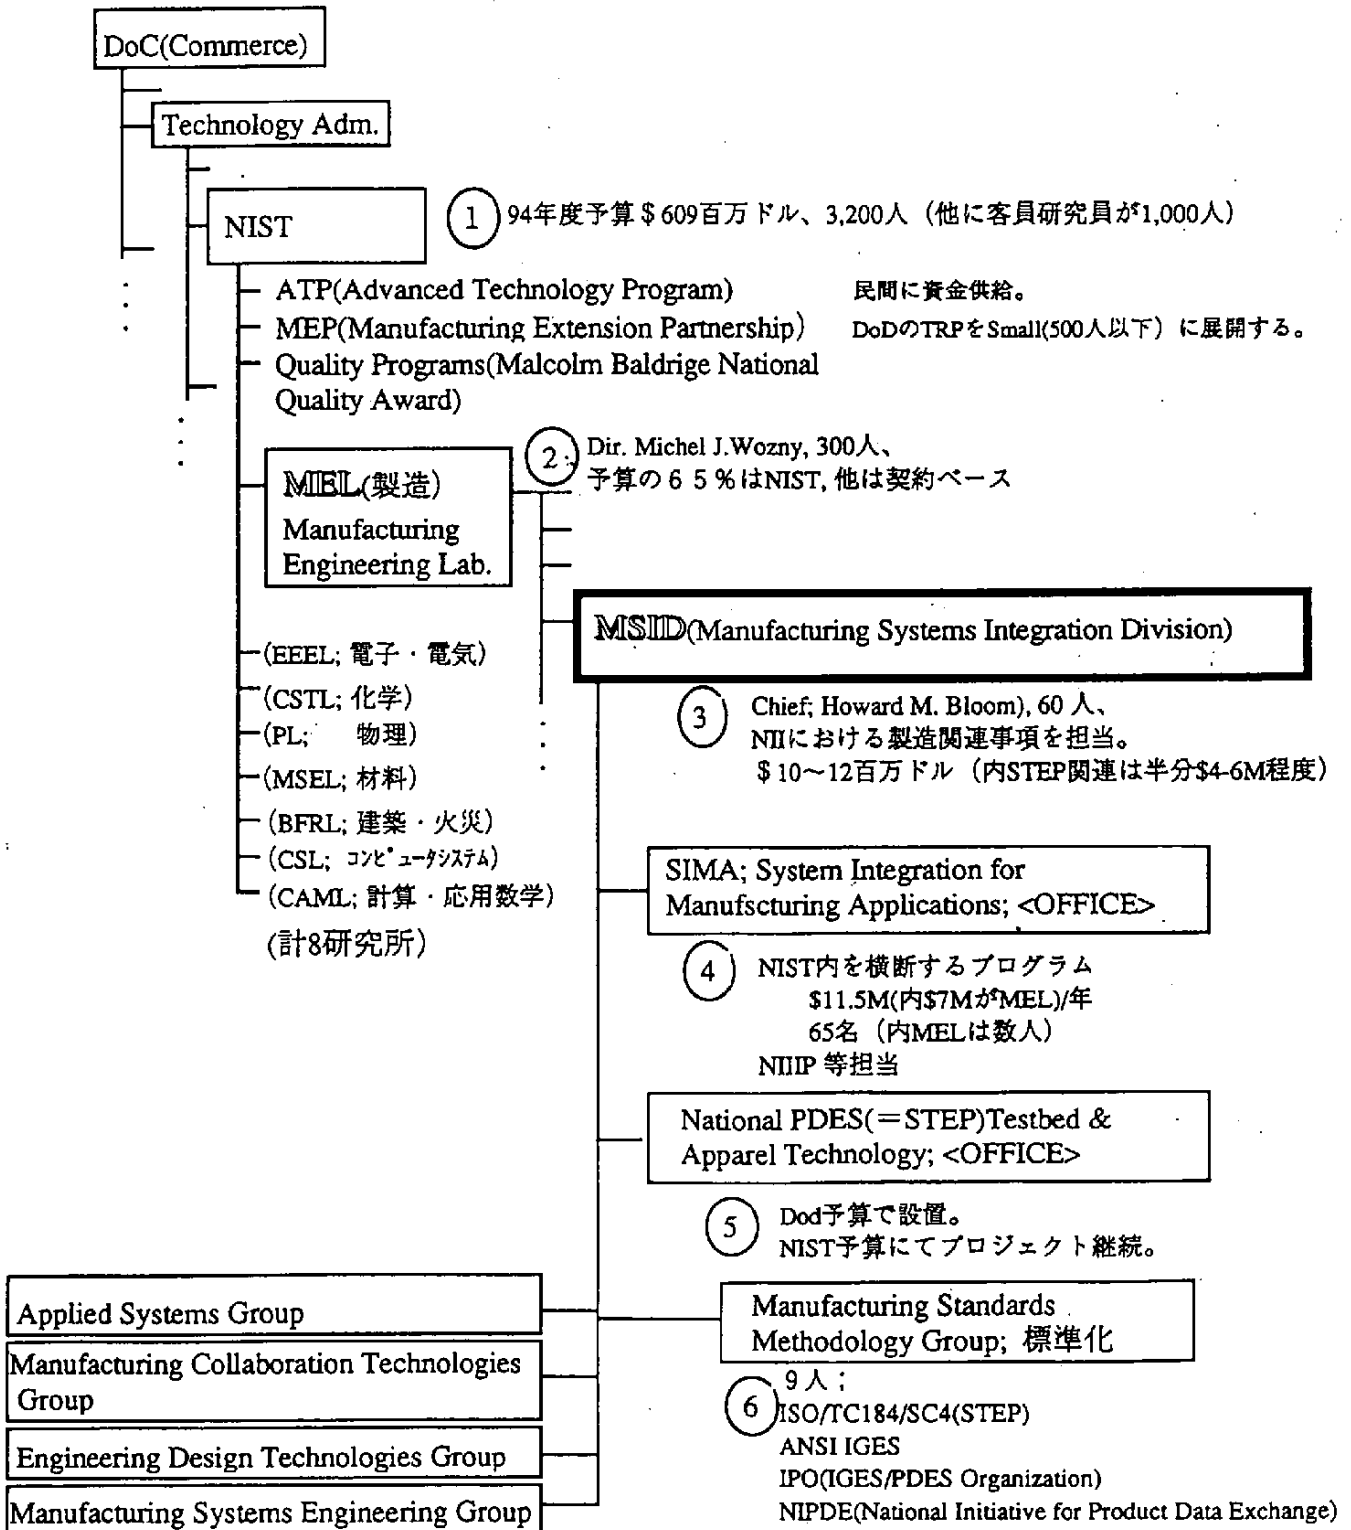 DoC(Commerce)
Technology Adm.
NIST
① 94年度予算＄609百万ドル、3,200人（他に客員研究員が1,000人）
ATP(Advanced Technology Program) 民間に資金供給。
MEP(Manufacturing Extension Partnership) DoDのTRPをSmall(500人以下）に展開する。
Quality Programs(Malcolm Baldrige National
Quality Award)
② Dir. Michel J.Wozny, 300人、
予算の６５％はNIST, 他は契約ベース
MEL(製造)
Manufacturing
Engineering Lab.
MSID(Manufacturing Systems Integration Division)
③ Chief; Howard M. Bloom), 60 人、
NIIにおける製造関連事項を担当。
＄10～12百万ドル（内STEP関連は半分$4-6M程度）
(EEEL; 電子・電気)
(CSTL; 化学)
(PL; 物理)
(MSEL; 材料)
(BFRL; 建築・火災)
(CSL; ｺﾝﾋﾟｭｰﾀｼｽﾃﾑ)
(CAML; 計算・応用数学)
(計8研究所)
SIMA; System Integration for
Manufscturing Applications; <OFFICE>
④ NIST内を横断するプログラム
$11.5M(内$7MがMEL)/年
65名（内MELは数人）
NIIIP 等担当
National PDES(＝STEP)Testbed &
Apparel Technology; <OFFICE>
⑤ Dod予算で設置。
NIST予算にてプロジェクト継続。
Manufacturing Standards
Methodology Group; 標準化
⑥ 9人；
ISO/TC184/SC4(STEP)
ANSI IGES
IPO(IGES/PDES Organization)
NIPDE(National Initiative for Product Data Exchange)
Applied Systems Group
Manufacturing Collaboration Technologies
Group
Engineering Design Technologies Group
Manufacturing Systems Engineering Group